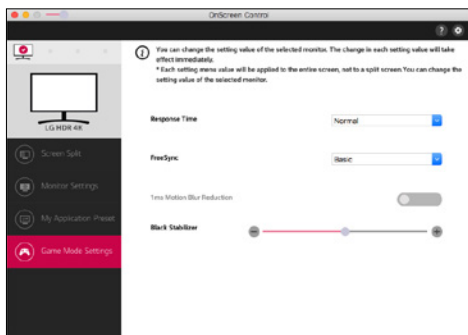 OnScreen Control
?
You can change the setting value of the selected monitor. The change in each setting value will take
effect immediately.
* Each setting menu value will be applied to the entire screen, not to a split screen.You can change the
setting value of the selected monitor.
LG HDR 4K
Screen Split
Monitor Settings
My Application Preset
Game Mode Settings
Response Time
Normal
FreeSync
Basic
1ms Motion Blur Reduction
Black Stabilizer